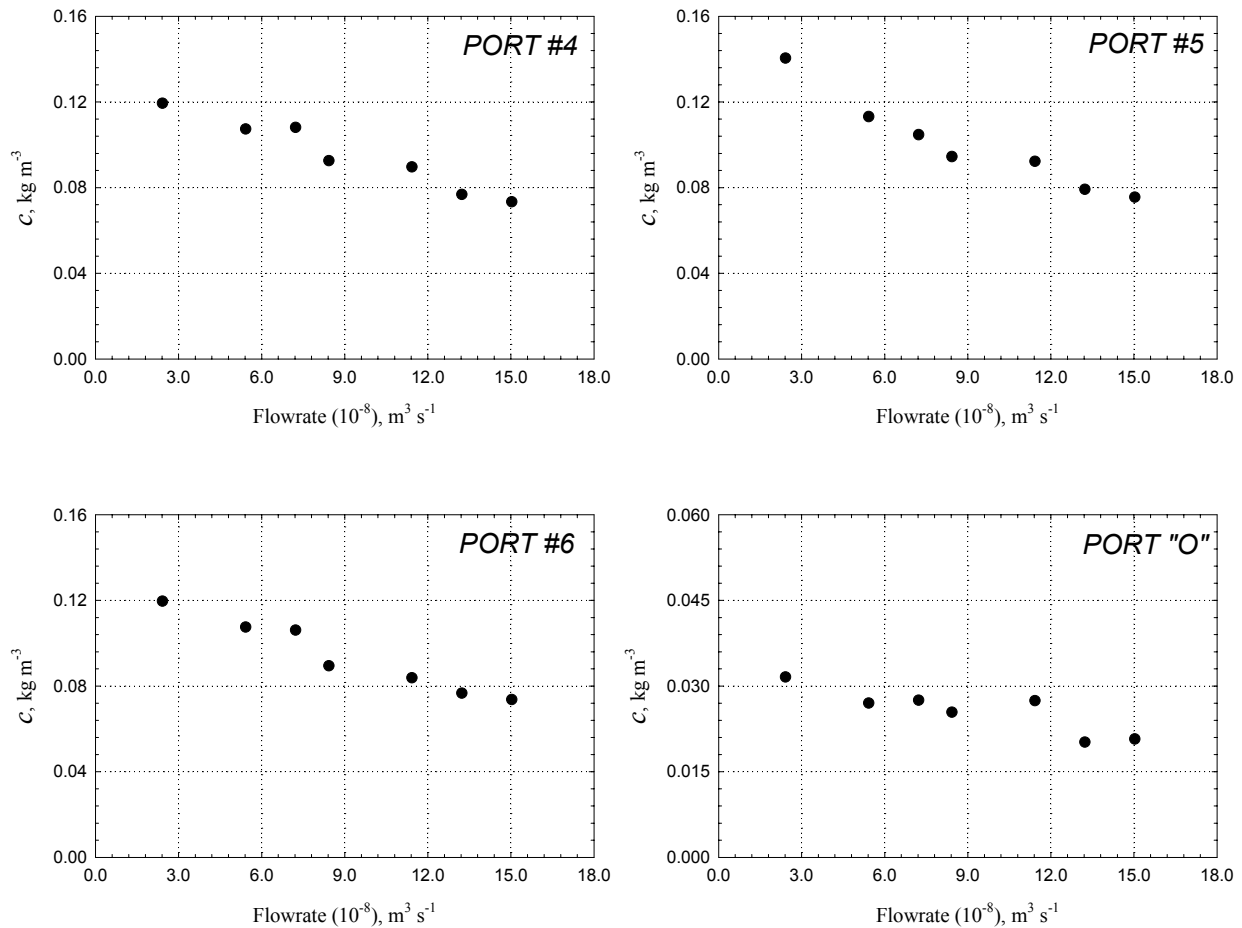 PORT #4
0.16
0.12
0.08
0.04
0.00
c, kg m⁻³
0.0 3.0 6.0 9.0 12.0 15.0 18.0
Flowrate (10⁻⁸), m³ s⁻¹
PORT #5
0.16
0.12
0.08
0.04
0.00
c, kg m⁻³
0.0 3.0 6.0 9.0 12.0 15.0 18.0
Flowrate (10⁻⁸), m³ s⁻¹
PORT #6
0.16
0.12
0.08
0.04
0.00
c, kg m⁻³
0.0 3.0 6.0 9.0 12.0 15.0 18.0
Flowrate (10⁻⁸), m³ s⁻¹
PORT "O"
0.060
0.045
0.030
0.015
0.000
c, kg m⁻³
0.0 3.0 6.0 9.0 12.0 15.0 18.0
Flowrate (10⁻⁸), m³ s⁻¹